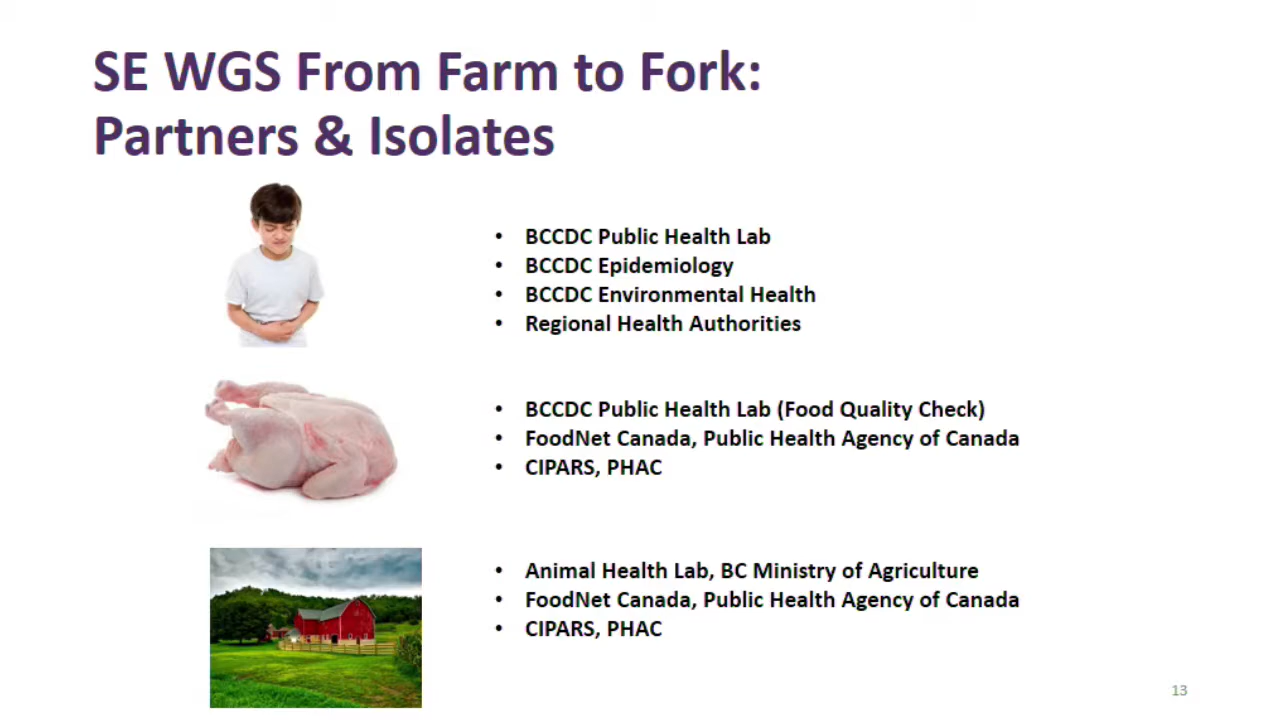 SE WGS From Farm to Fork:
Partners & Isolates
• BCCDC Public Health Lab
• BCCDC Epidemiology
• BCCDC Environmental Health
• Regional Health Authorities
• BCCDC Public Health Lab (Food Quality Check)
• FoodNet Canada, Public Health Agency of Canada
• CIPARS, PHAC
• Animal Health Lab, BC Ministry of Agriculture
• FoodNet Canada, Public Health Agency of Canada
• CIPARS, PHAC
13